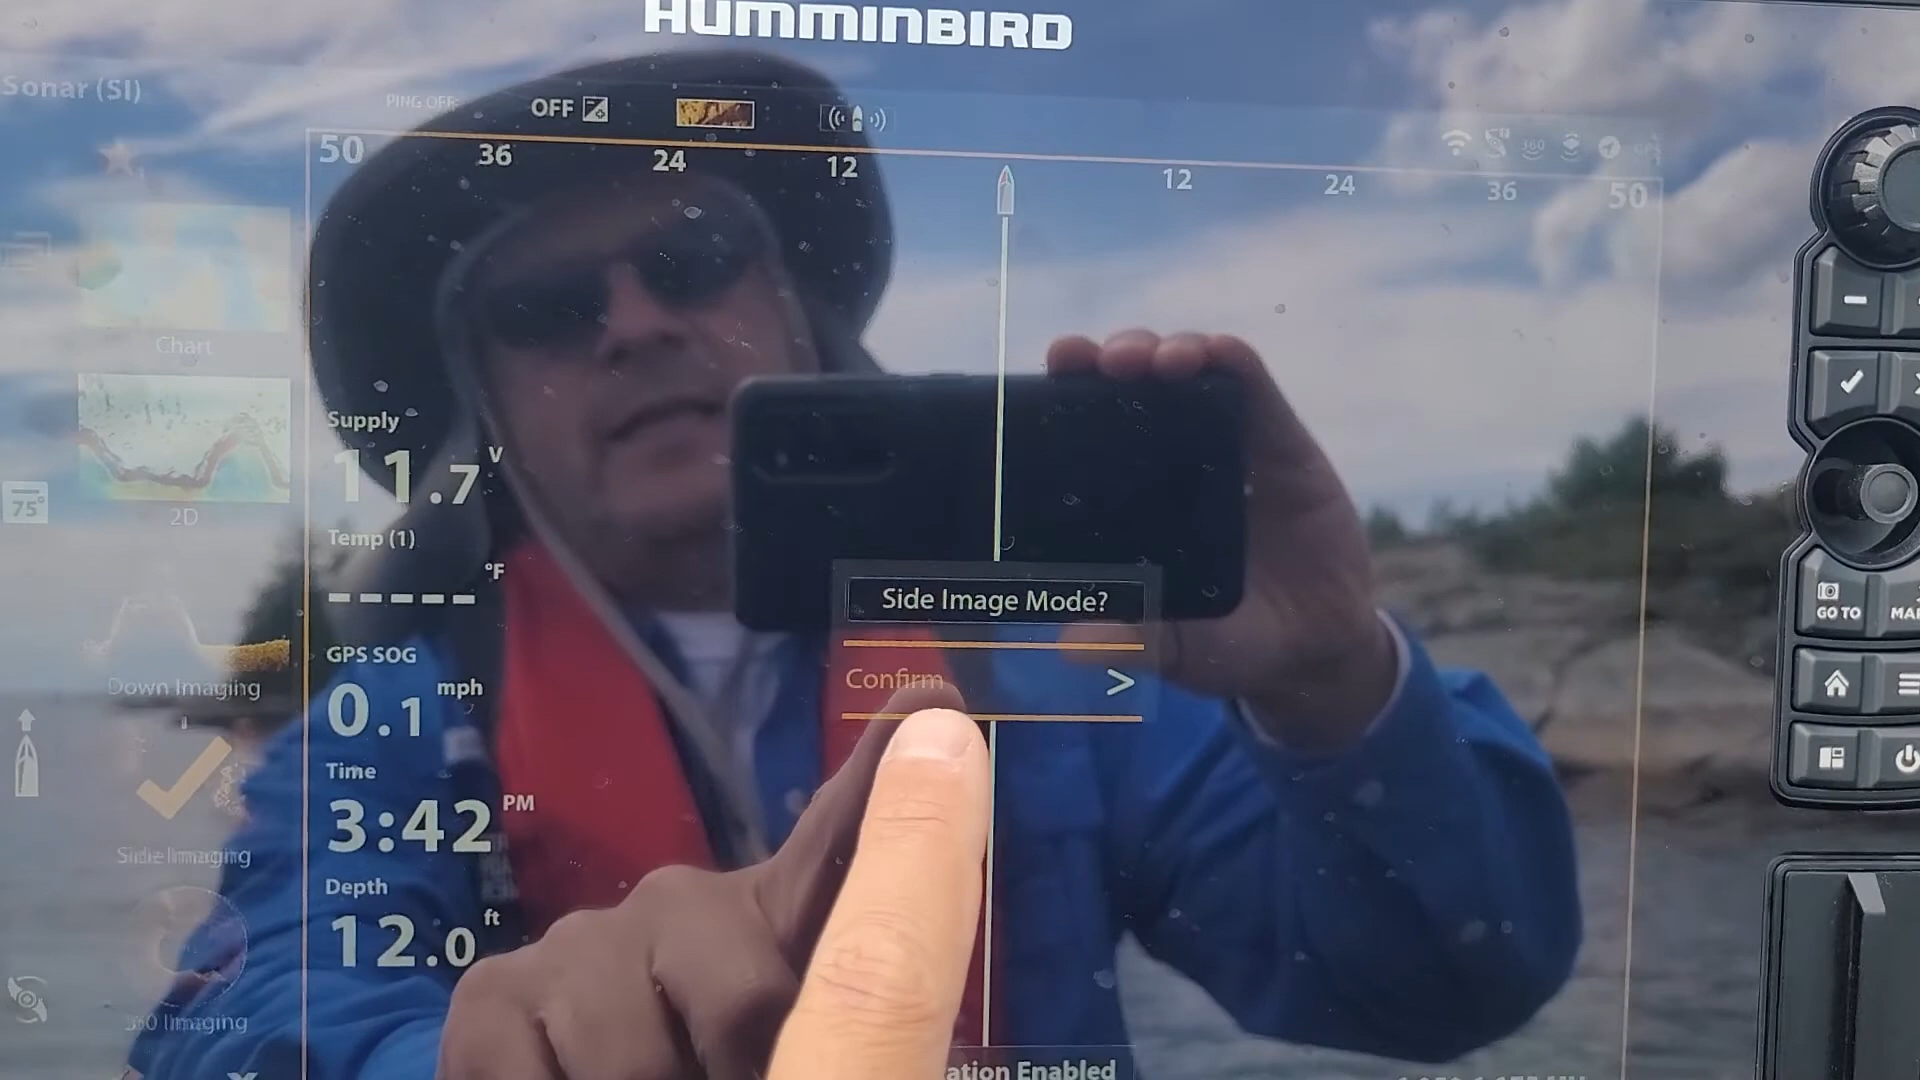 HUMMINBIRD
Sonar (SI)
PING OFF:
OFF
50 36 24 12 12 24 36 50
360
Chart
2D
75°
Down Imaging
Side Imaging
360 Imaging
Supply
11.7 V
Temp (1)
----- °F
GPS SOG
0.1 mph
Time
3:42 PM
Depth
12.0 ft
Side Image Mode?
Confirm >
Enabled
GO TO